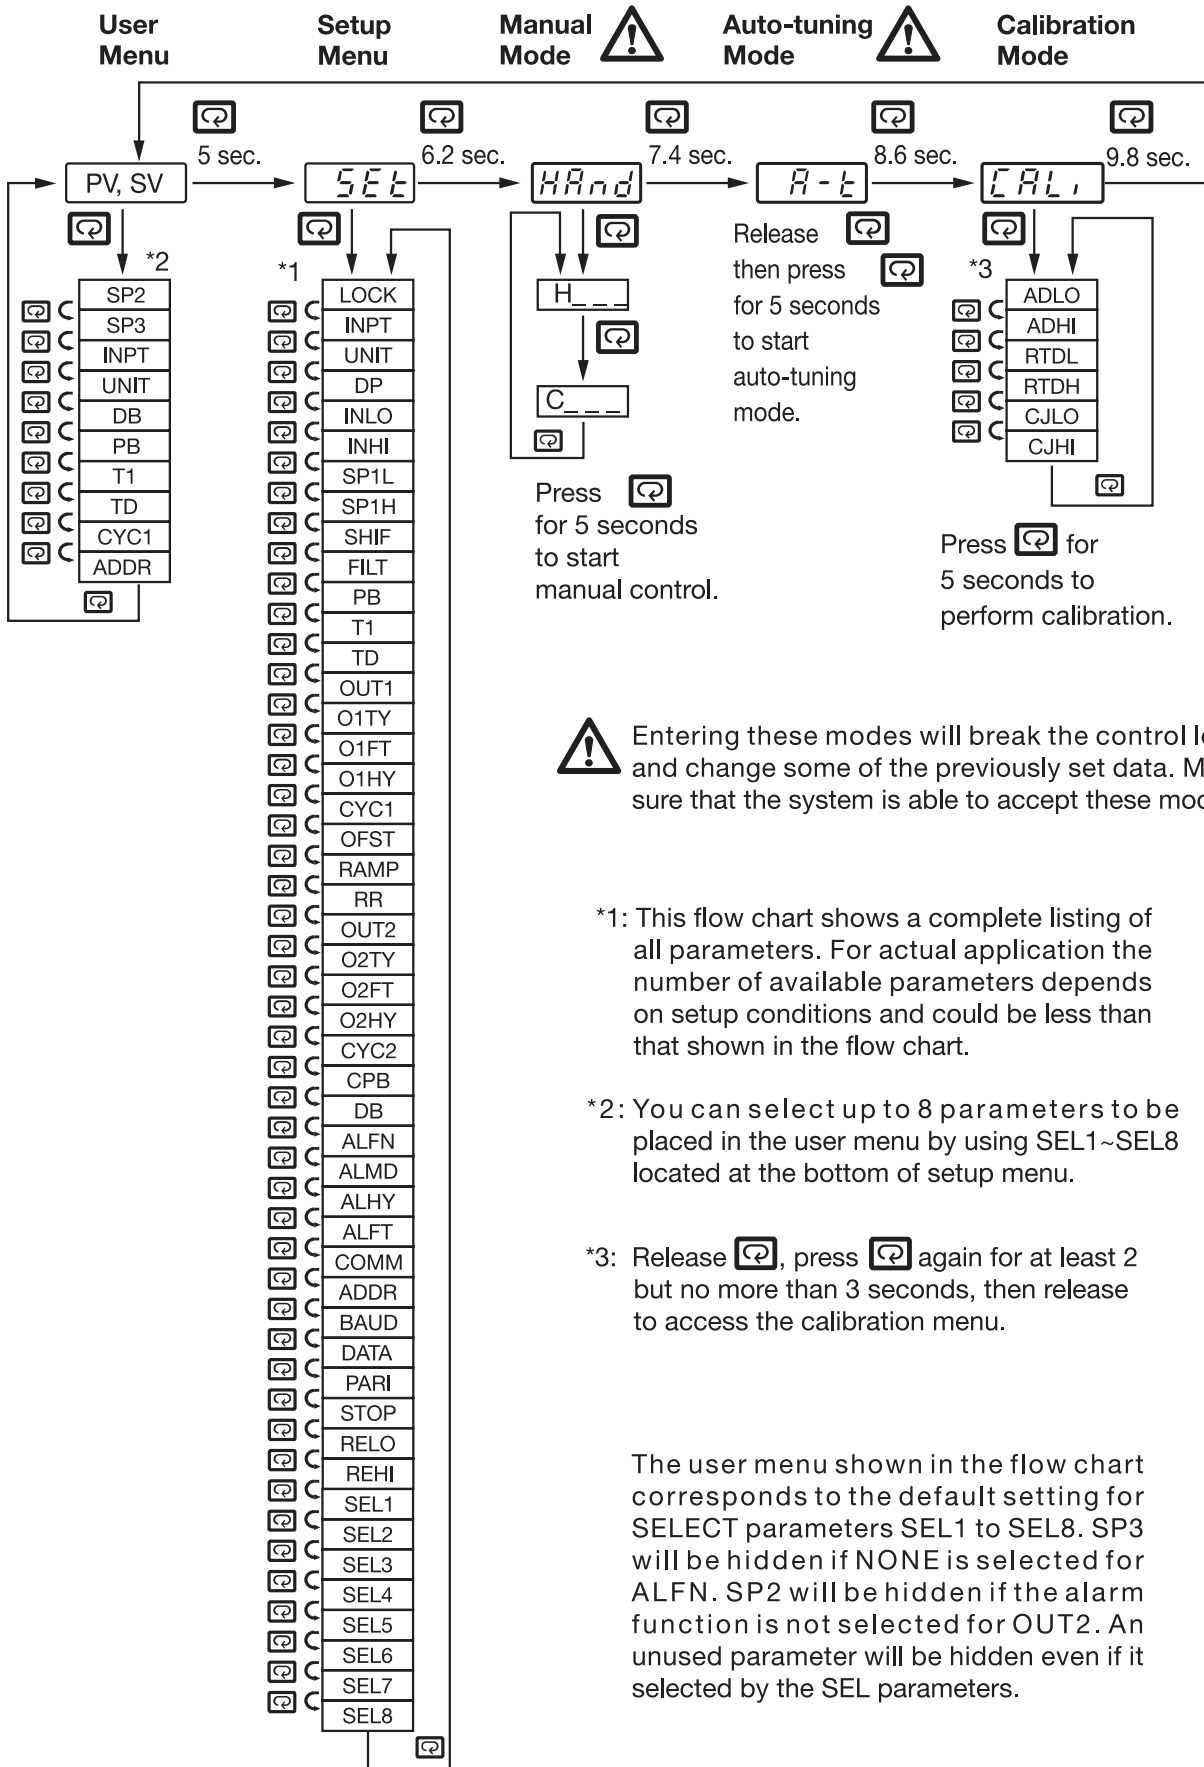 User
Menu
Setup
Menu
Manual
Mode
Auto-tuning
Mode
Calibration
Mode
5 sec.
6.2 sec.
7.4 sec.
8.6 sec.
9.8 sec.
PV, SV
SEt
HAnd
A-t
CALi
*2
SP2
SP3
INPT
UNIT
DB
PB
T1
TD
CYC1
ADDR
*1
LOCK
INPT
UNIT
DP
INLO
INHI
SP1L
SP1H
SHIF
FILT
PB
T1
TD
OUT1
O1TY
O1FT
O1HY
CYC1
OFST
RAMP
RR
OUT2
O2TY
O2FT
O2HY
CYC2
CPB
DB
ALFN
ALMD
ALHY
ALFT
COMM
ADDR
BAUD
DATA
PARI
STOP
RELO
REHI
SEL1
SEL2
SEL3
SEL4
SEL5
SEL6
SEL7
SEL8
H_ _ _
C_ _ _
Press
for 5 seconds
to start
manual control.
Release
then press
for 5 seconds
to start
auto-tuning
mode.
*3
ADLO
ADHI
RTDL
RTDH
CJLO
CJHI
Press for
5 seconds to
perform calibration.
Entering these modes will break the control
and change some of the previously set data.
sure that the system is able to accept these
*1: This flow chart shows a complete listing of
all parameters. For actual application the
number of available parameters depends
on setup conditions and could be less than
that shown in the flow chart.
*2: You can select up to 8 parameters to be
placed in the user menu by using SEL1~SEL8
located at the bottom of setup menu.
*3: Release , press again for at least 2
but no more than 3 seconds, then release
to access the calibration menu.
The user menu shown in the flow chart
corresponds to the default setting for
SELECT parameters SEL1 to SEL8. SP3
will be hidden if NONE is selected for
ALFN. SP2 will be hidden if the alarm
function is not selected for OUT2. An
unused parameter will be hidden even if it
selected by the SEL parameters.